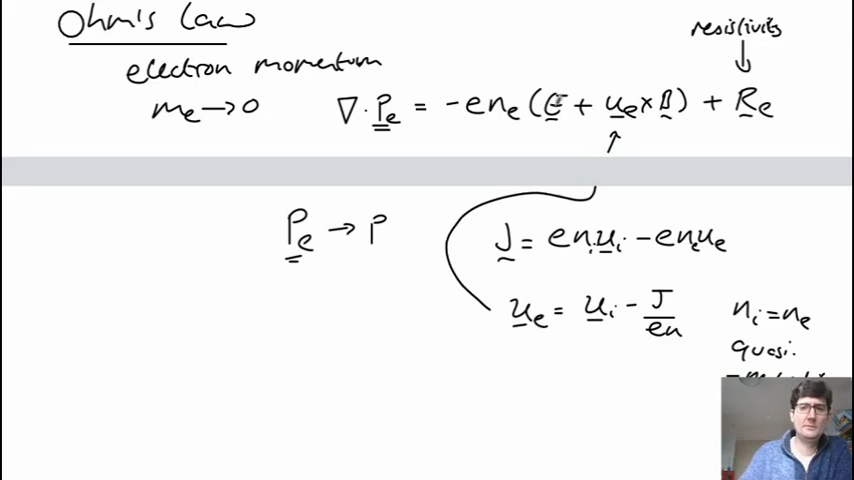 Ohm's Law
resistivity
electron momentum
mₑ → 0 ∇ · Pₑ = -enₑ (E + uₑ × B) + Rₑ
Pₑ → P
J = enᵢuᵢ - enₑuₑ
uₑ = uᵢ - J/en
nᵢ = nₑ
quasi